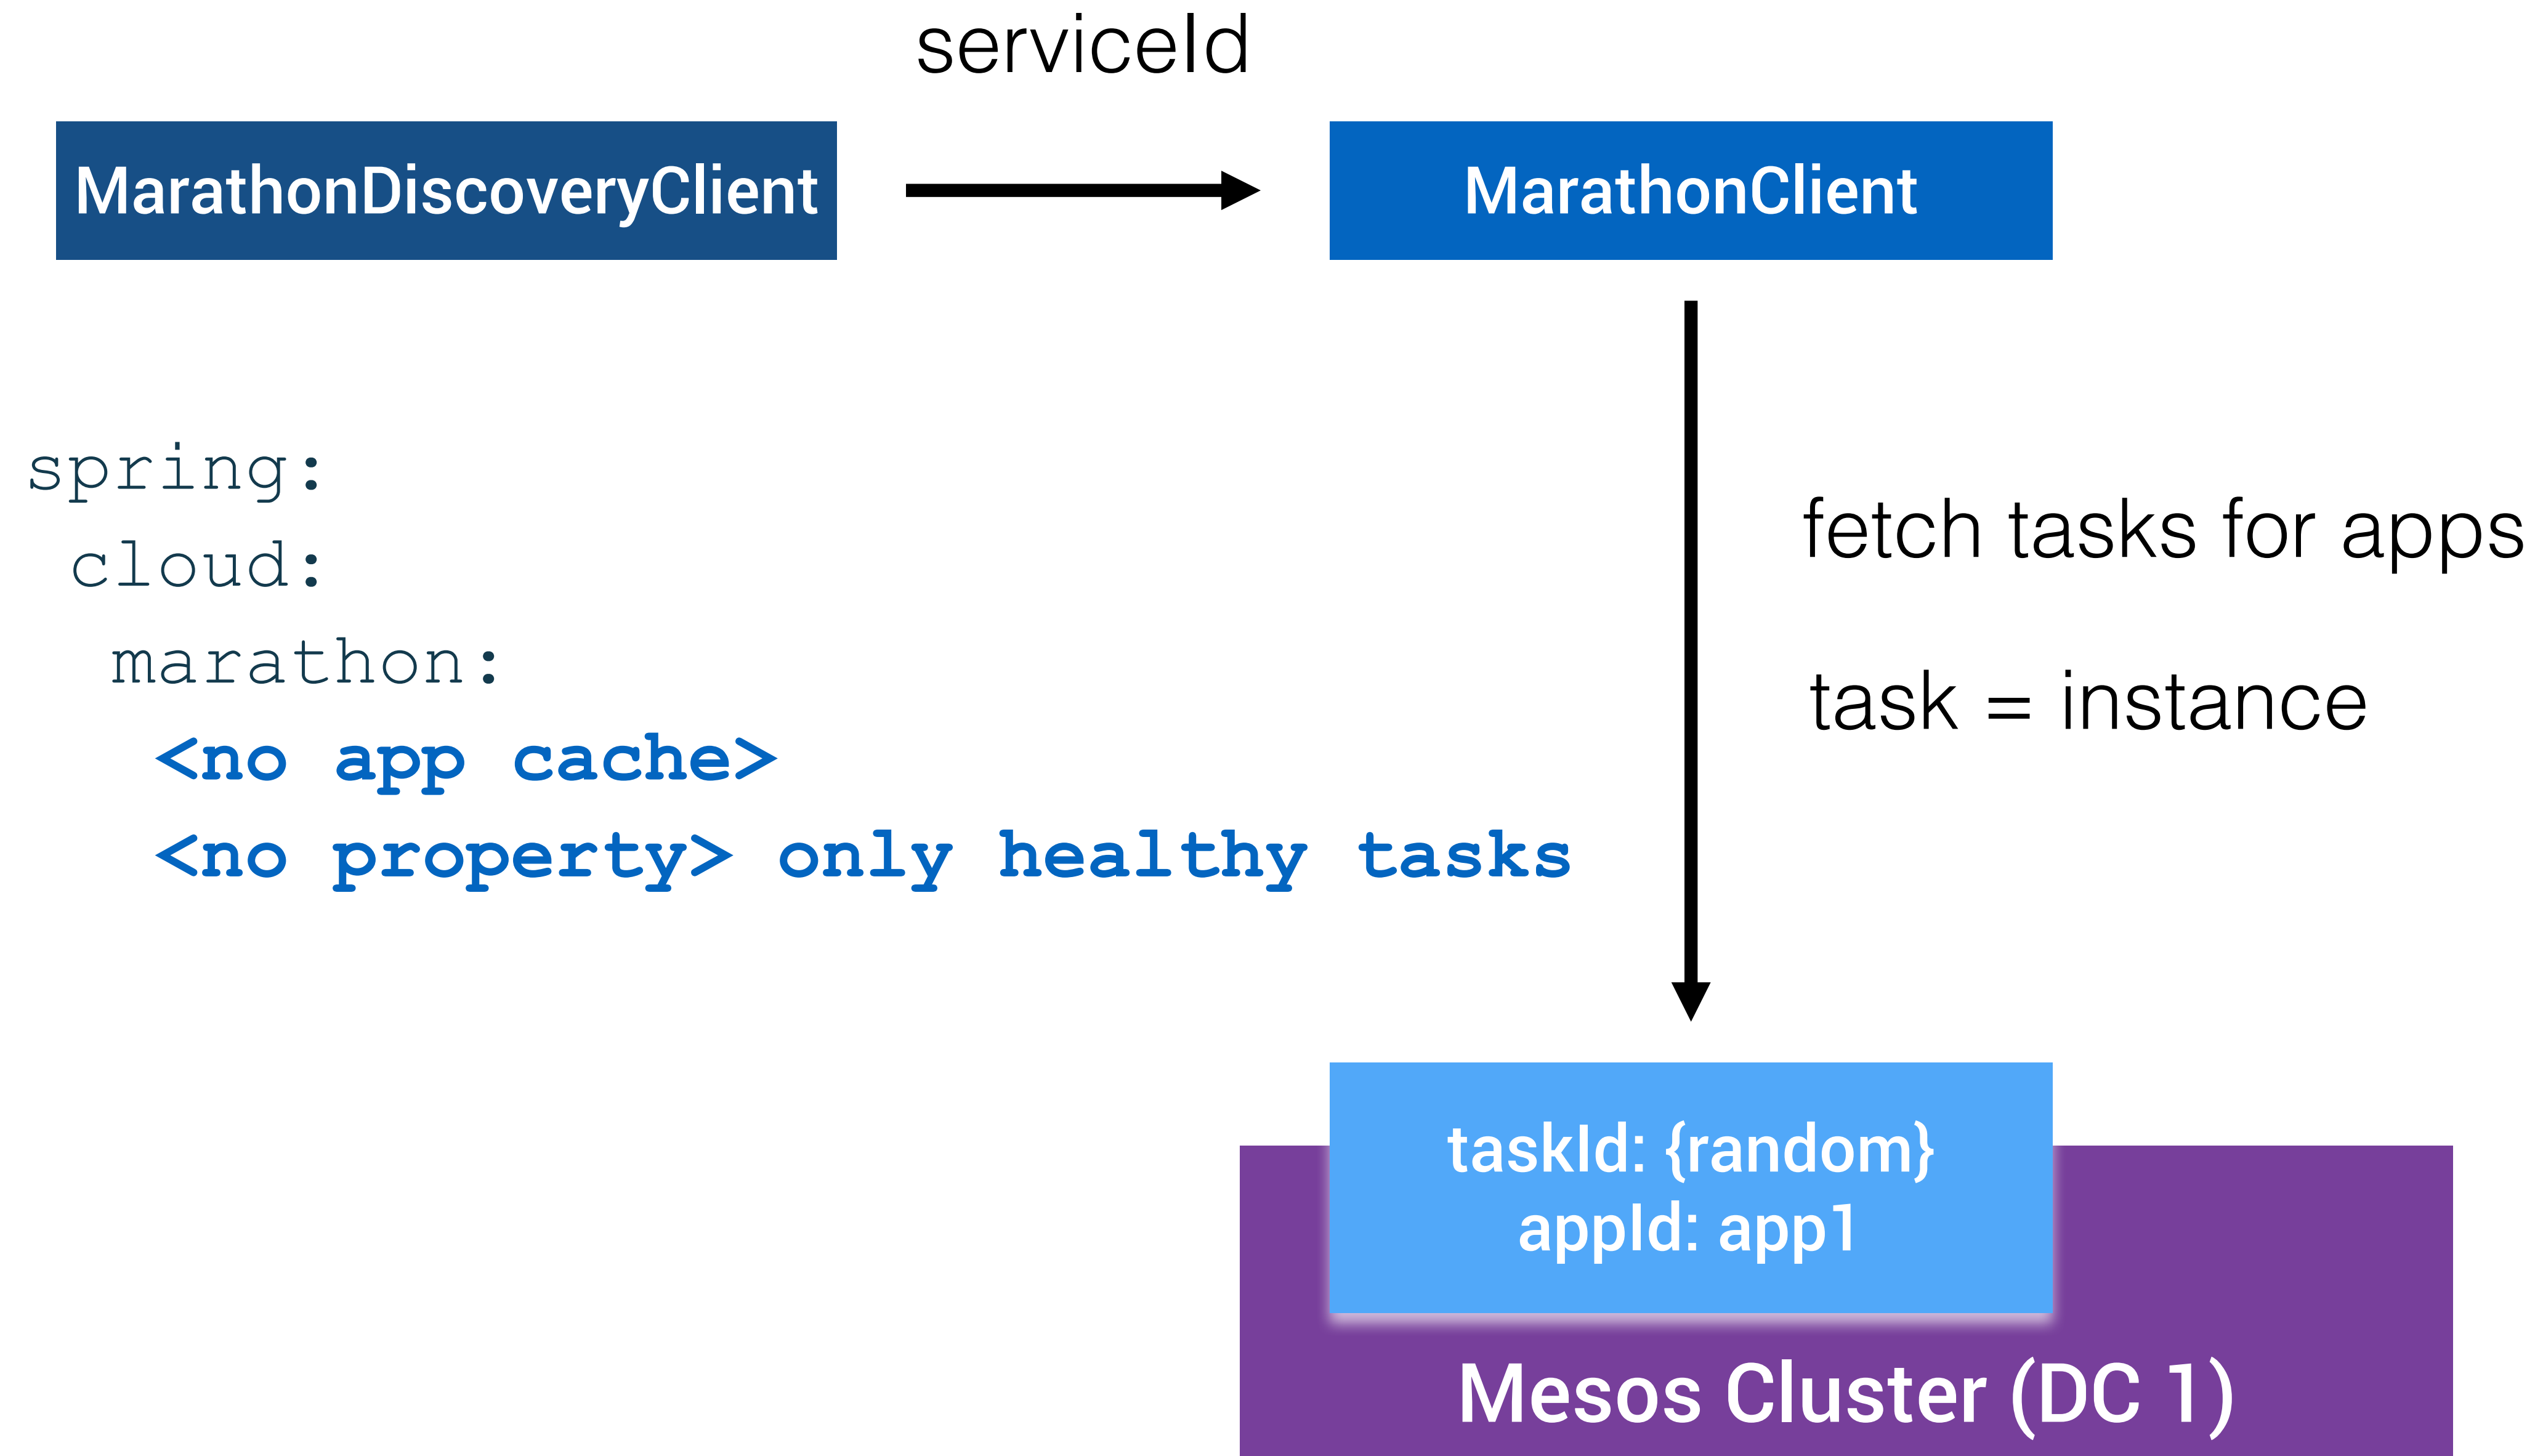 serviceId
MarathonDiscoveryClient
MarathonClient
spring:
cloud:
marathon:
<no app cache>
<no property> only healthy tasks
fetch tasks for apps
task = instance
taskId: {random}
appId: app1
Mesos Cluster (DC 1)